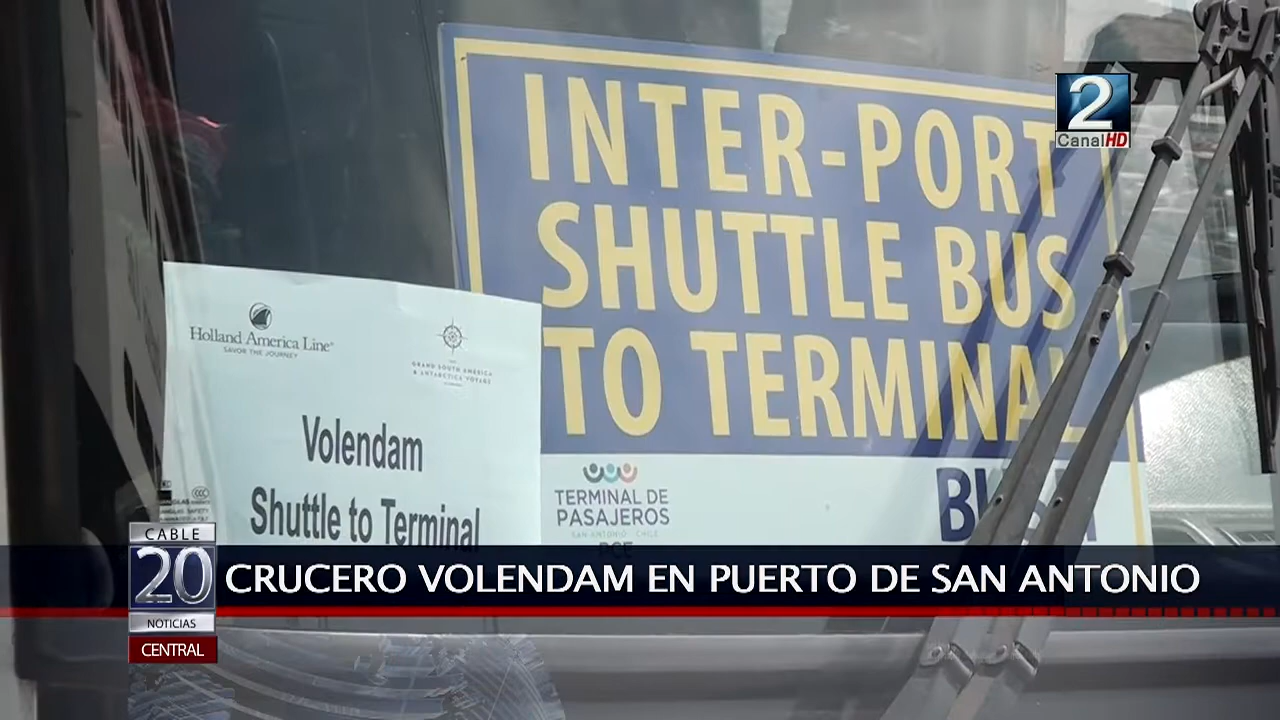 INTER-PORT
SHUTTLE BUS
TO TERMINAL
2
CanalHD
Holland America Line
SAVOR THE JOURNEY
GRAND SOUTH AMERICA
& ANTARCTICA VOYAGE
Volendam
Shuttle to Terminal
TERMINAL DE
PASAJEROS
SAN ANTONIO - CHILE
PCE
CABLE
20
NOTICIAS
CENTRAL
CRUCERO VOLENDAM EN PUERTO DE SAN ANTONIO